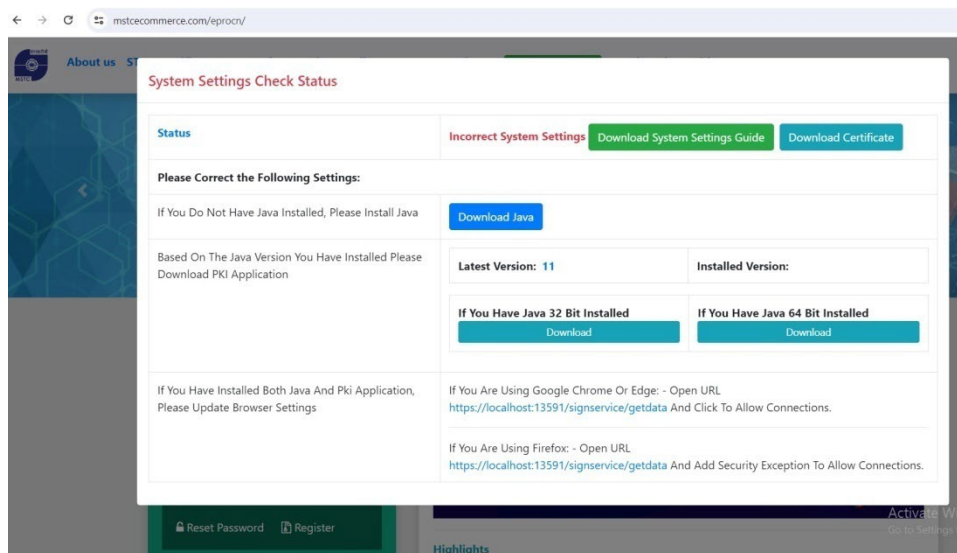 mstcecommerce.com/eprocn/
MSTC
About us
System Settings Check Status
Status
Incorrect System Settings
Download System Settings Guide
Download Certificate
Please Correct the Following Settings:
If You Do Not Have Java Installed, Please Install Java
Download Java
Based On The Java Version You Have Installed Please
Download PKI Application
Latest Version: 11
Installed Version:
If You Have Java 32 Bit Installed
Download
If You Have Java 64 Bit Installed
Download
If You Have Installed Both Java And Pki Application,
Please Update Browser Settings
If You Are Using Google Chrome Or Edge: - Open URL
https://localhost:13591/signservice/getdata And Click To Allow Connections.
If You Are Using Firefox: - Open URL
https://localhost:13591/signservice/getdata And Add Security Exception To Allow Connections.
Reset Password
Register
Highlights
Activate W
Go to Settings